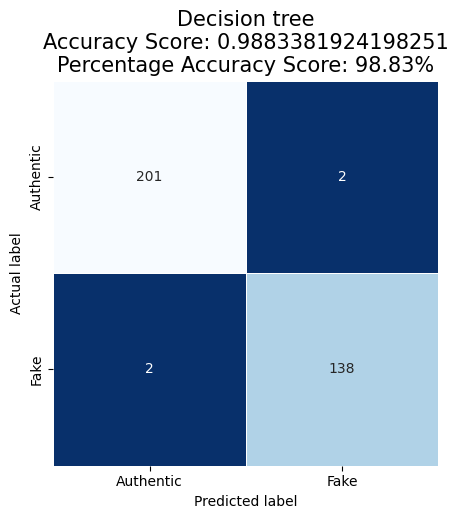 Decision tree
Accuracy Score: 0.9883381924198251
Percentage Accuracy Score: 98.83%
Actual label
Authentic
201
2
Fake
2
138
Authentic
Fake
Predicted label